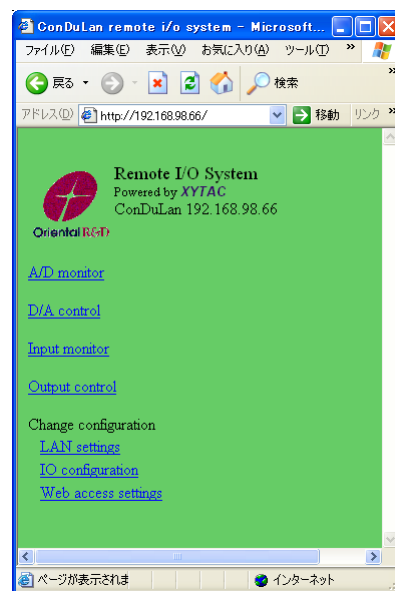 ConDuLan remote i/o system - Microsoft...
ファイル(F) 編集(E) 表示(V) お気に入り(A) ツール(T) »
戻る 検索 »
アドレス(D) http://192.168.98.66/ 移動 リンク »
Remote I/O System
Powered by XYTAC
ConDuLan 192.168.98.66
Oriental R&D
A/D monitor
D/A control
Input monitor
Output control
Change configuration
LAN settings
IO configuration
Web access settings
ページが表示されま インターネット